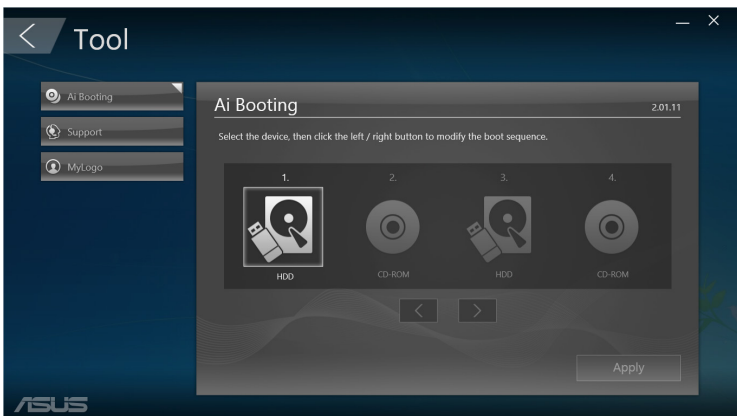 Tool
Ai Booting
Support
MyLogo
Ai Booting
2.01.11
Select the device, then click the left / right button to modify the boot sequence.
1. 2. 3. 4.
HDD CD-ROM HDD CD-ROM
Apply
ASUS